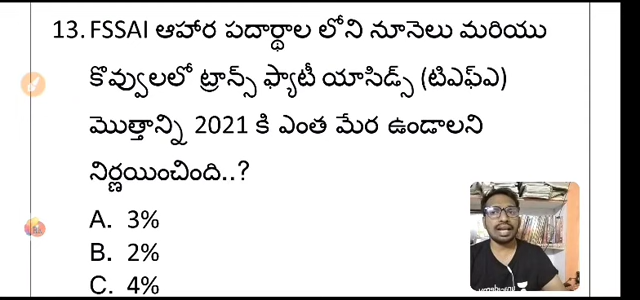 13. FSSAI ఆహార పదార్థాల లోని నూనెలు మరియు
కొవ్వులలో ట్రాన్స్ ఫ్యాటీ యాసిడ్స్ (టిఎఫ్ఎ)
మొత్తాన్ని 2021 కి ఎంత మేర ఉండాలని
నిర్ణయించింది..?
A. 3%
B. 2%
C. 4%